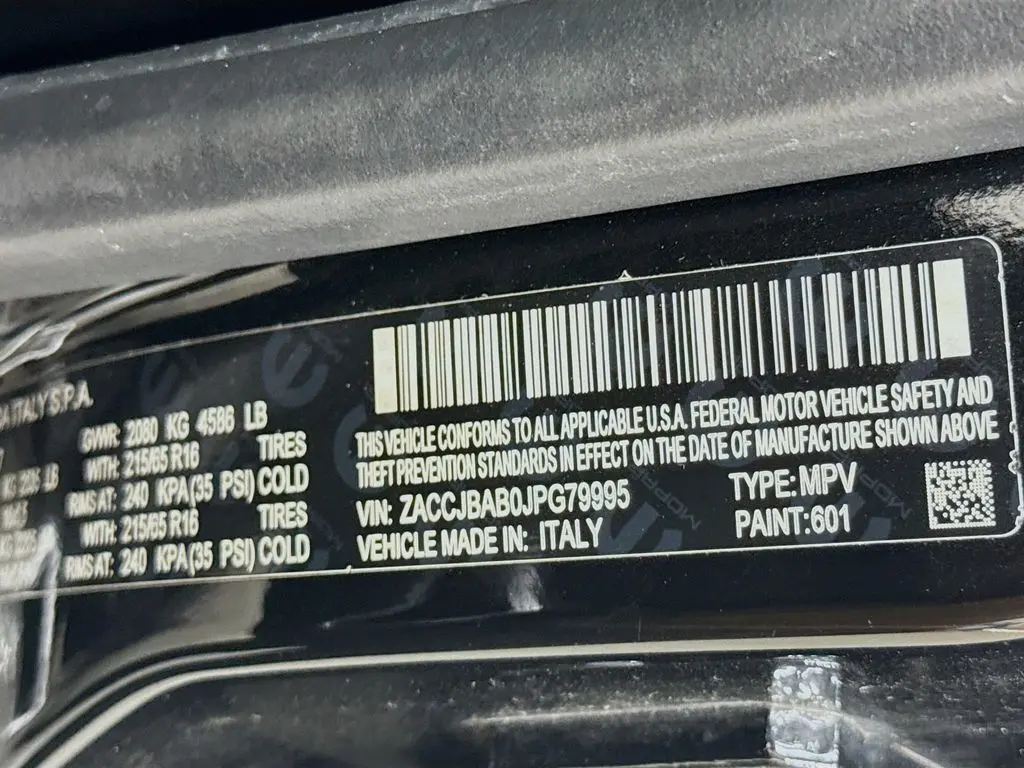 ITALY S.P.A.
GVWR: 2080 KG 4586 LB
WITH: 215/65 R16 TIRES
RIMS AT: 240 KPA(35 PSI) COLD
WITH: 215/65 R16 TIRES
RIMS AT: 240 KPA(35 PSI) COLD
THIS VEHICLE CONFORMS TO ALL APPLICABLE U.S.A. FEDERAL MOTOR VEHICLE SAFETY AND
THEFT PREVENTION STANDARDS IN EFFECT ON THE DATE OF MANUFACTURE SHOWN ABOVE
VIN: ZACCJBAB0JPG79995 TYPE: MPV
VEHICLE MADE IN: ITALY PAINT: 601
MOPAR